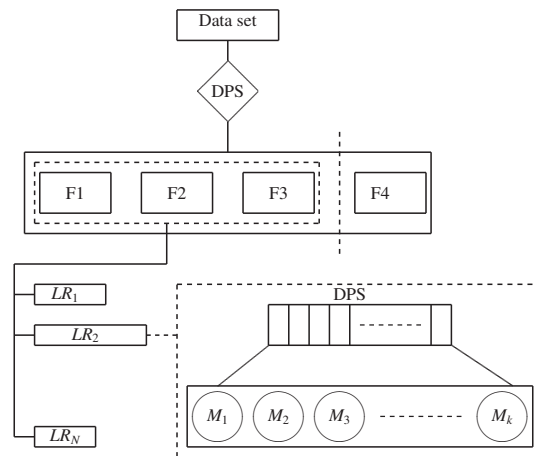 Data set
DPS
F1 F2 F3 F4
LR₁
DPS
LR₂
M₁ M₂ M₃ Mₖ
LR_N